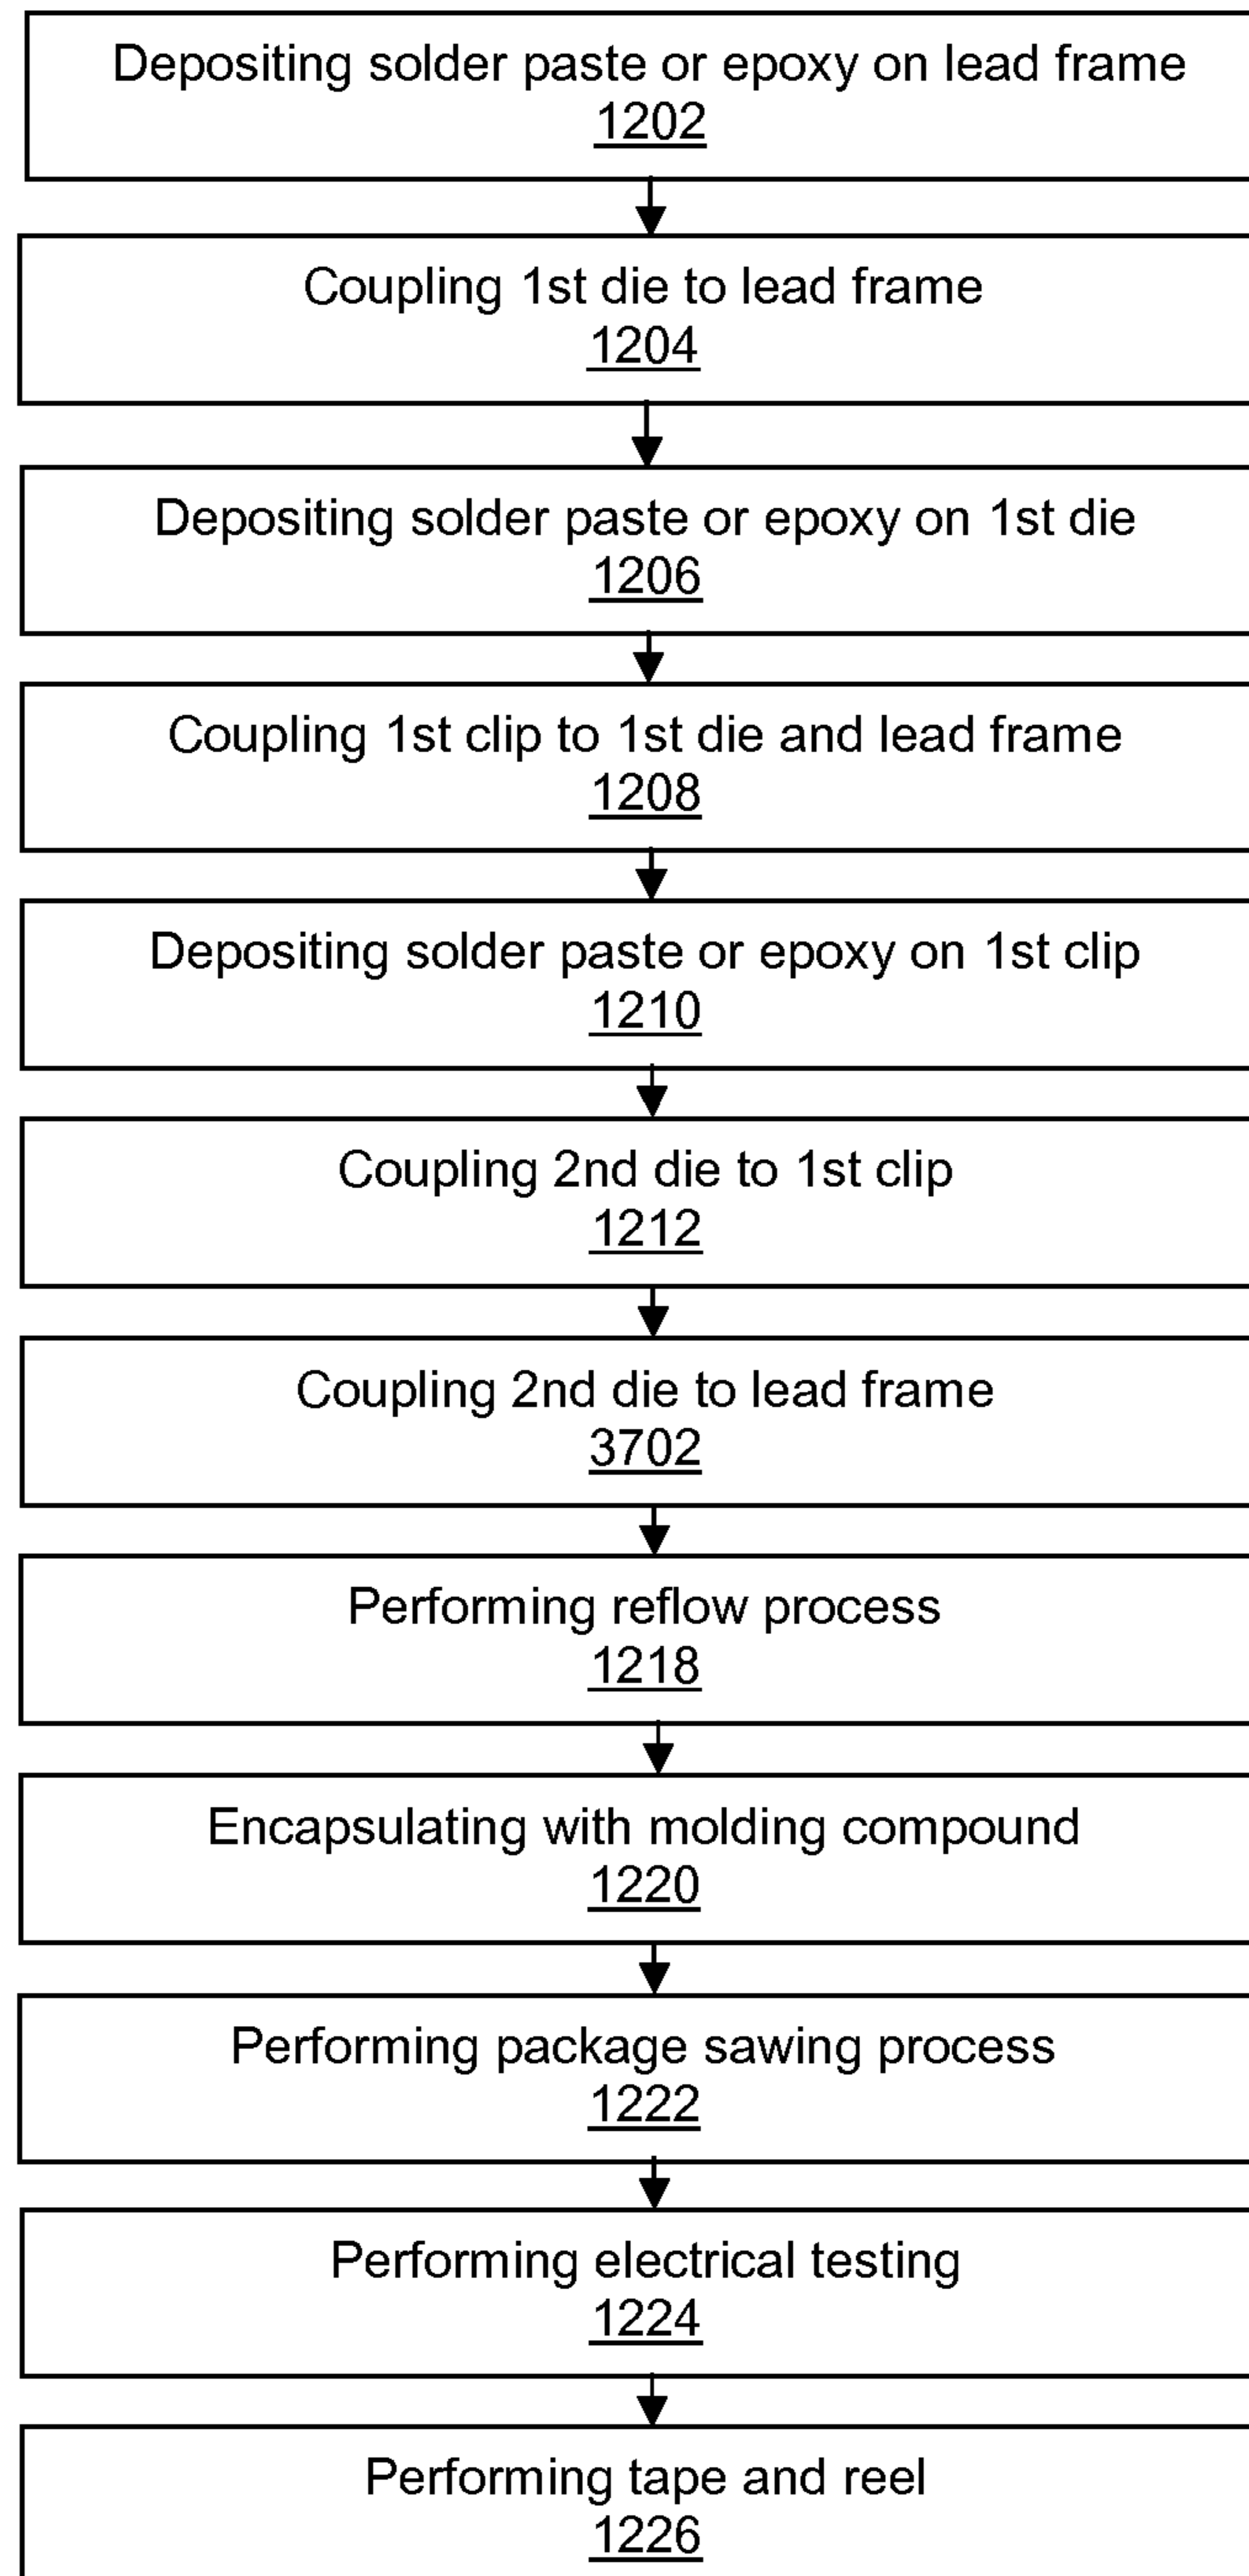 Depositing solder paste or epoxy on lead frame
1202
Coupling 1st die to lead frame
1204
Depositing solder paste or epoxy on 1st die
1206
Coupling 1st clip to 1st die and lead frame
1208
Depositing solder paste or epoxy on 1st clip
1210
Coupling 2nd die to 1st clip
1212
Coupling 2nd die to lead frame
3702
Performing reflow process
1218
Encapsulating with molding compound
1220
Performing package sawing process
1222
Performing electrical testing
1224
Performing tape and reel
1226